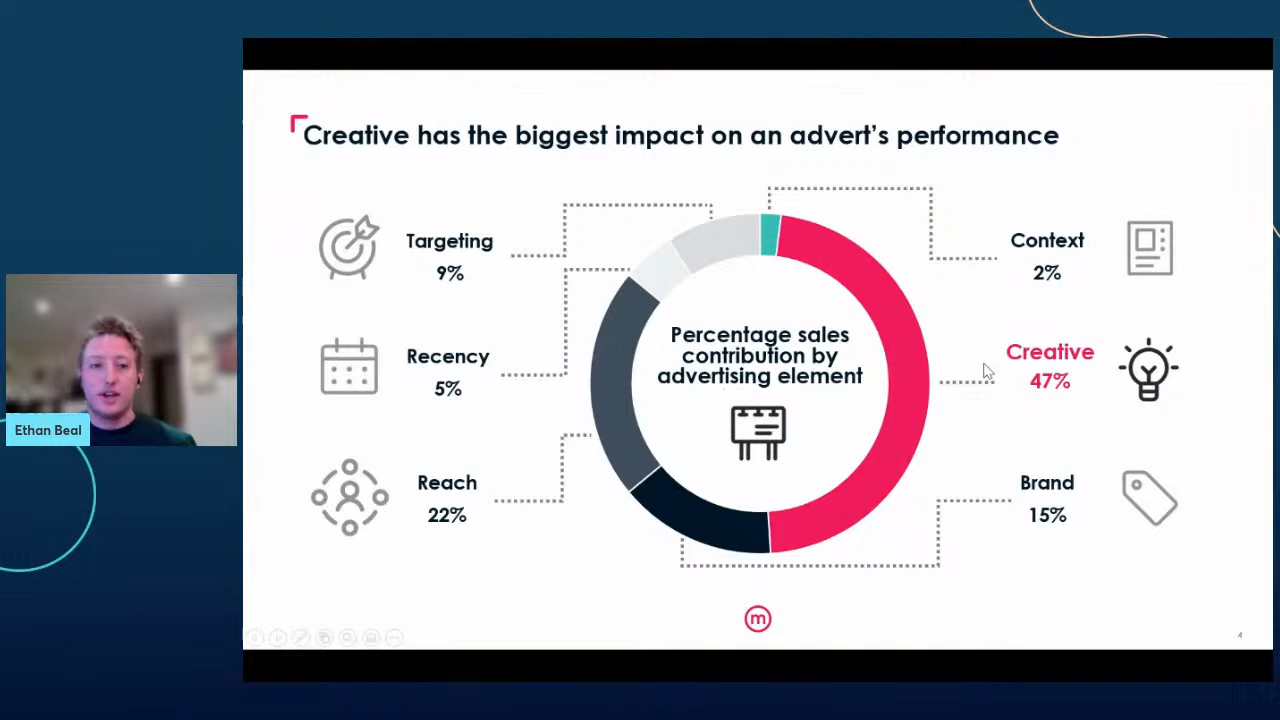 Creative has the biggest impact on an advert's performance
Targeting
9%
Recency
5%
Reach
22%
Percentage sales
contribution by
advertising element
Context
2%
Creative
47%
Brand
15%
Ethan Beal
m
4